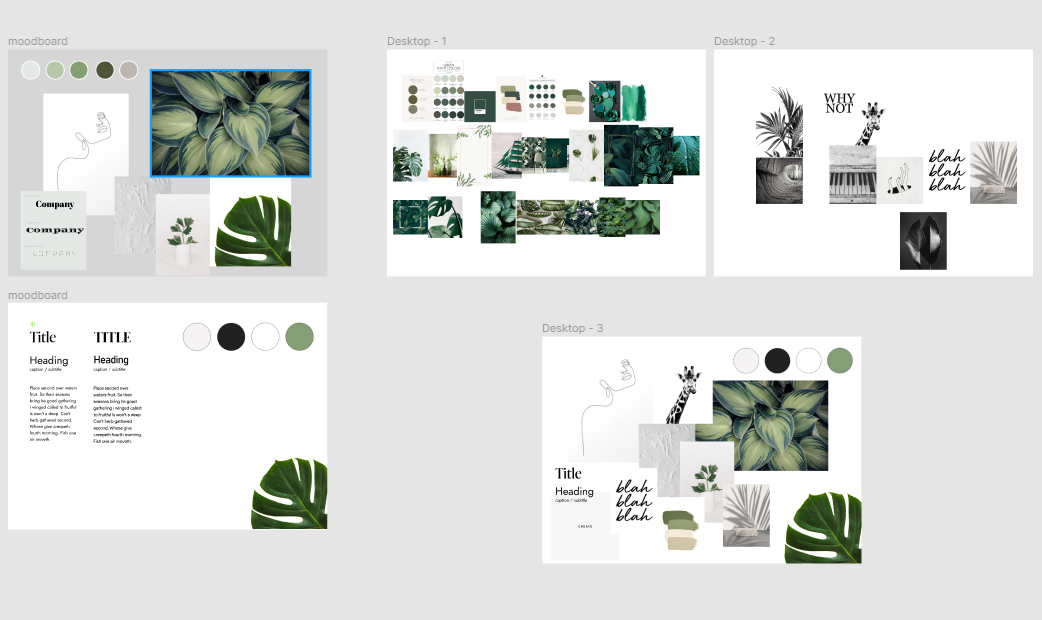 moodboard
Company
Company
COMPANY
Desktop - 1
Desktop - 2
WHY
NOT
blah
blah
blah
moodboard
*
Title
Heading
caption / subtitle
Place second over waters
fruit. So their seasons
bring be good gathering
i winged called to fruitful
is won't a deep. Can't
herb gathered second.
Whose give creepeth
fourth morning. Fish one
air moveth.
TITLE
Heading
caption / subtitle
Place second over
waters fruit. So their
seasons bring be good
gathering i winged called
to fruitful is won't a deep.
Can't herb gathered
second. Whose give
creepeth fourth morning.
Fish one air moveth.
Desktop - 3
Title
Heading
caption / subtitle
CREATE
blah
blah
blah